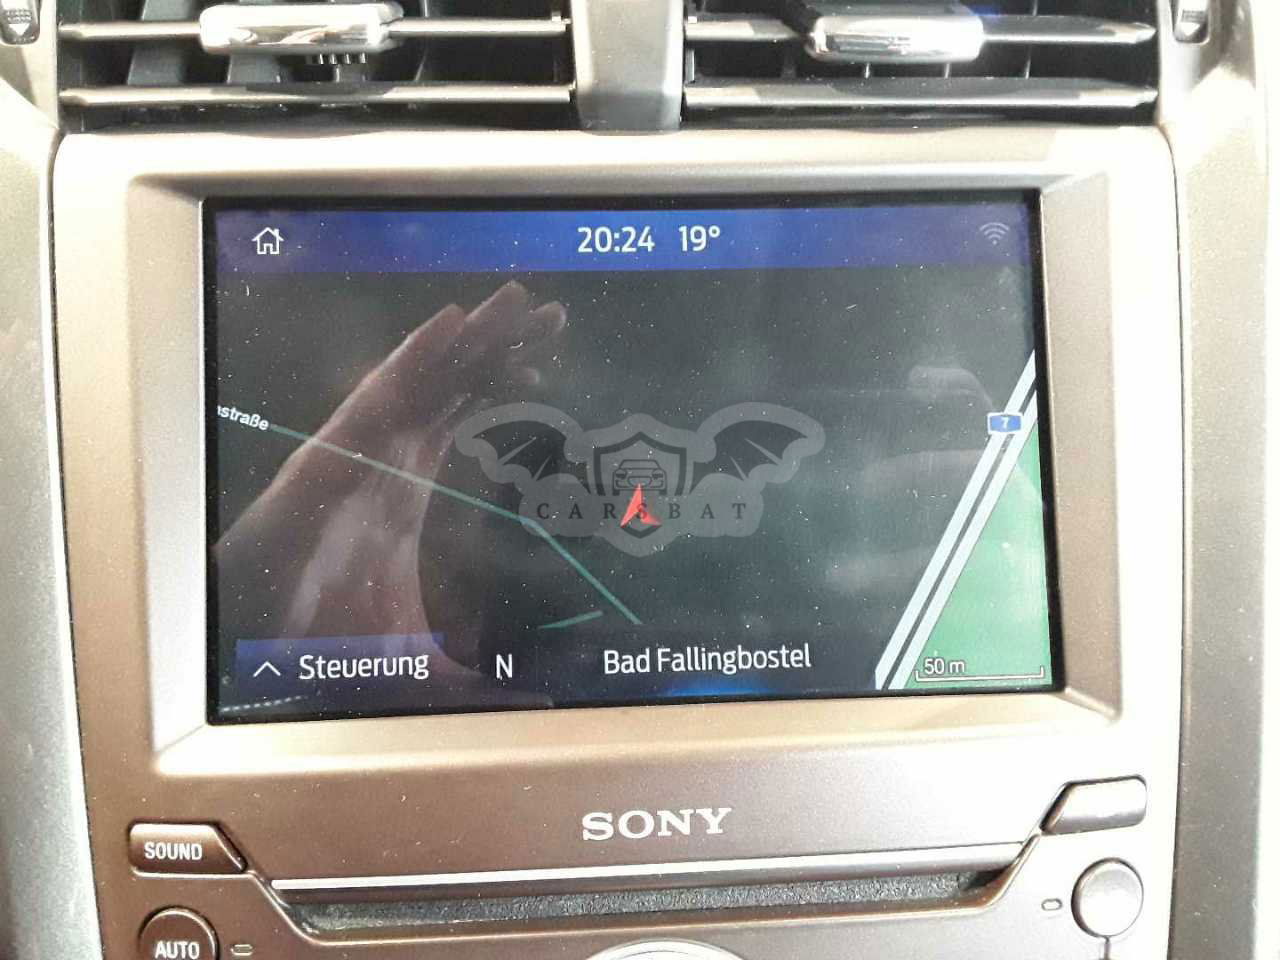 20:24 19°
straße
7
CARSBAT
Steuerung
N
Bad Fallingbostel
50 m
SONY
SOUND
AUTO